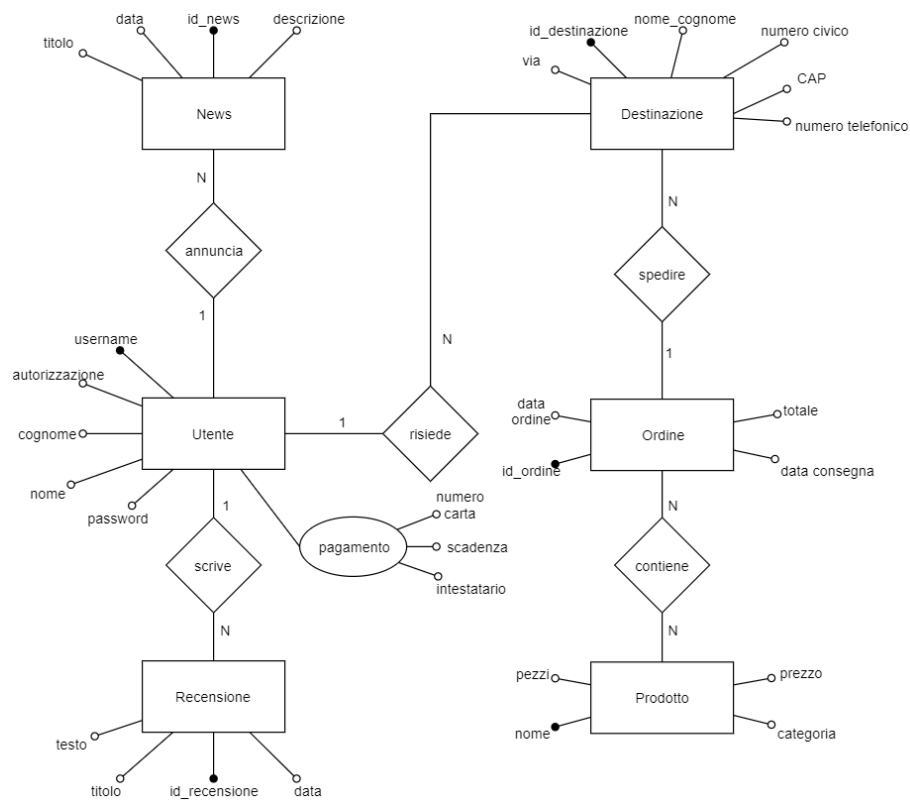 data
id_news
descrizione
titolo
News
N
annuncia
1
id_destinazione
nome_cognome
numero civico
via
CAP
Destinazione
numero telefonico
N
spedire
1
username
autorizzazione
cognome
nome
password
Utente
1
risiede
N
data
ordine
totale
Ordine
id_ordine
data consegna
1
scrive
N
pagamento
numero
carta
scadenza
intestatario
N
contiene
N
Recensione
testo
titolo
id_recensione
data
pezzi
prezzo
Prodotto
nome
categoria